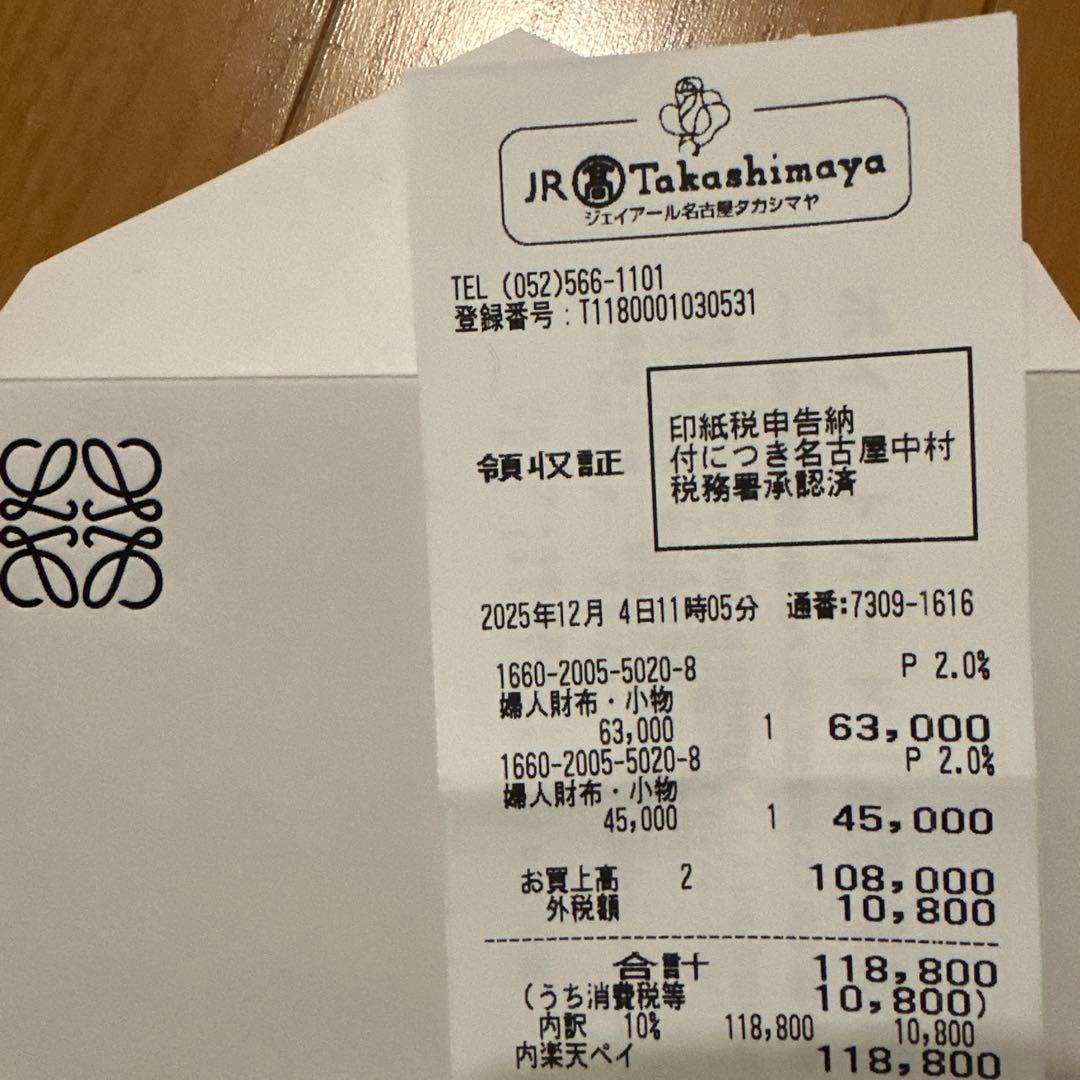 JR 髙 Takashimaya
ジェイアール名古屋タカシマヤ
TEL (052)566-1101
登録番号:T1180001030531
領収証
印紙税申告納
付につき名古屋中村
税務署承認済
2025年12月 4日11時05分 通番:7309-1616
1660-2005-5020-8 P 2.0%
婦人財布・小物
63,000 1 63,000
1660-2005-5020-8 P 2.0%
婦人財布・小物
45,000 1 45,000
お買上高 2 108,000
外税額 10,800
合計 118,800
(うち消費税等 10,800)
内訳 10% 118,800 10,800
内楽天ペイ 118,800